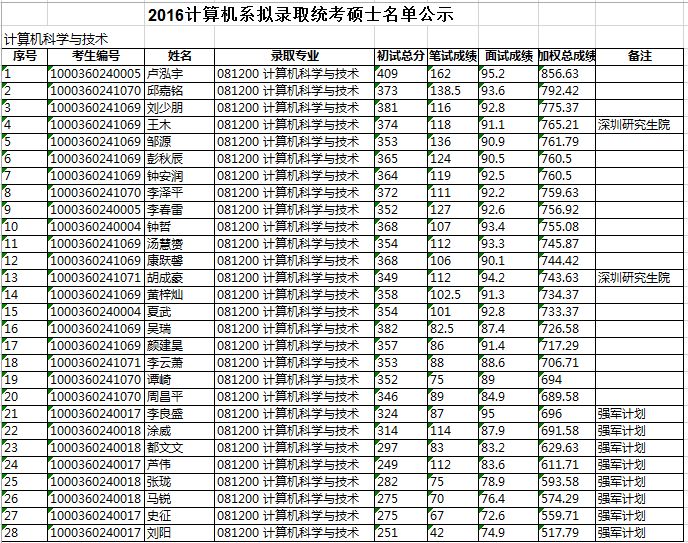 2016计算机系拟录取统考硕士名单公示
计算机科学与技术
序号 考生编号 姓名 录取专业 初试总分 笔试成绩 面试成绩 加权总成绩 备注
1 1000360240005 卢泓宇 081200 计算机科学与技术 409 162 95.2 856.63
2 1000360241070 邱嘉铭 081200 计算机科学与技术 373 138.5 93.6 792.42
3 1000360241069 刘少朋 081200 计算机科学与技术 381 116 92.8 775.37
4 1000360241069 王木 081200 计算机科学与技术 374 118 91.1 765.21 深圳研究生院
5 1000360241069 邹源 081200 计算机科学与技术 353 136 90.9 761.79
6 1000360241069 彭秋辰 081200 计算机科学与技术 365 124 90.5 760.5
7 1000360241069 钟安润 081200 计算机科学与技术 364 119 92.5 760.5
8 1000360241070 李泽平 081200 计算机科学与技术 372 111 92.2 759.63
9 1000360240005 李春雷 081200 计算机科学与技术 352 127 92.6 756.92
10 1000360240004 钟哲 081200 计算机科学与技术 368 107 93.4 755.08
11 1000360241069 汤慧赟 081200 计算机科学与技术 354 112 93.3 745.87
12 1000360241069 康跃馨 081200 计算机科学与技术 368 106 90.1 744.42
13 1000360241071 胡成豪 081200 计算机科学与技术 349 112 94.2 743.63 深圳研究生院
14 1000360241069 黄梓灿 081200 计算机科学与技术 358 102.5 91.3 734.37
15 1000360240004 夏武 081200 计算机科学与技术 354 101 92.8 733.37
16 1000360241069 吴瑞 081200 计算机科学与技术 382 82.5 87.4 726.58
17 1000360241069 颜建昊 081200 计算机科学与技术 357 86 91.4 717.29
18 1000360241071 李云萧 081200 计算机科学与技术 353 88 88.6 706.71
19 1000360241070 谭崎 081200 计算机科学与技术 352 75 89 694
20 1000360241070 周昌平 081200 计算机科学与技术 346 89 84.9 689.58
21 1000360240017 李良盛 081200 计算机科学与技术 324 87 95 696 强军计划
22 1000360240018 涂威 081200 计算机科学与技术 314 114 87.9 691.58 强军计划
23 1000360240018 都文文 081200 计算机科学与技术 297 83 83.2 629.63 强军计划
24 1000360240017 芦伟 081200 计算机科学与技术 249 112 83.6 611.71 强军计划
25 1000360240018 张珑 081200 计算机科学与技术 282 75 78.9 593.58 强军计划
26 1000360240018 马锐 081200 计算机科学与技术 275 70 76.4 574.29 强军计划
27 1000360240017 史征 081200 计算机科学与技术 275 67 72.6 559.71 强军计划
28 1000360240017 刘阳 081200 计算机科学与技术 251 42 74.9 517.79 强军计划